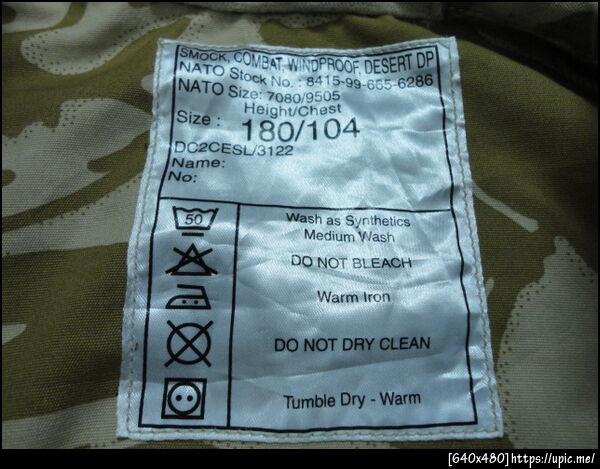 SMOCK, COMBAT, WINDPROOF, DESERT DP
NATO Stock No.: 8415-99-665-6286
NATO Size: 7080/9505
Height/Chest
Size: 180/104
DC2CESL/3122
Name:
No:
50
Wash as Synthetics
Medium Wash
DO NOT BLEACH
Warm Iron
DO NOT DRY CLEAN
Tumble Dry - Warm
[640x480]https://upic.me/